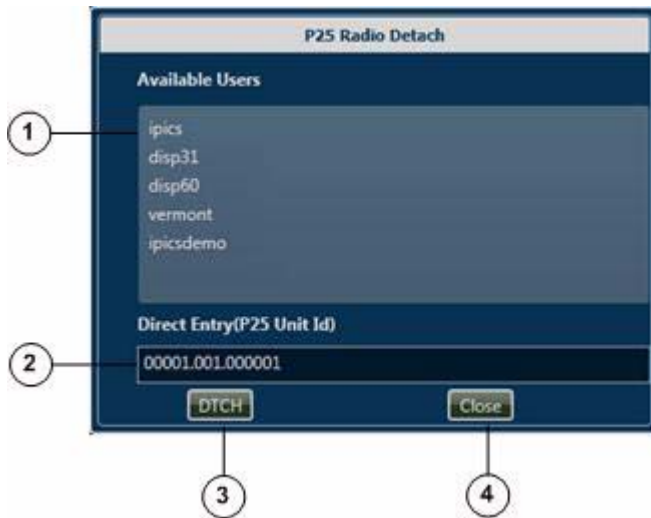 P25 Radio Detach
Available Users
1
ipics
disp31
disp60
vermont
ipicsdemo
Direct Entry(P25 Unit Id)
2
00001.001.000001
DTCH
Close
3
4